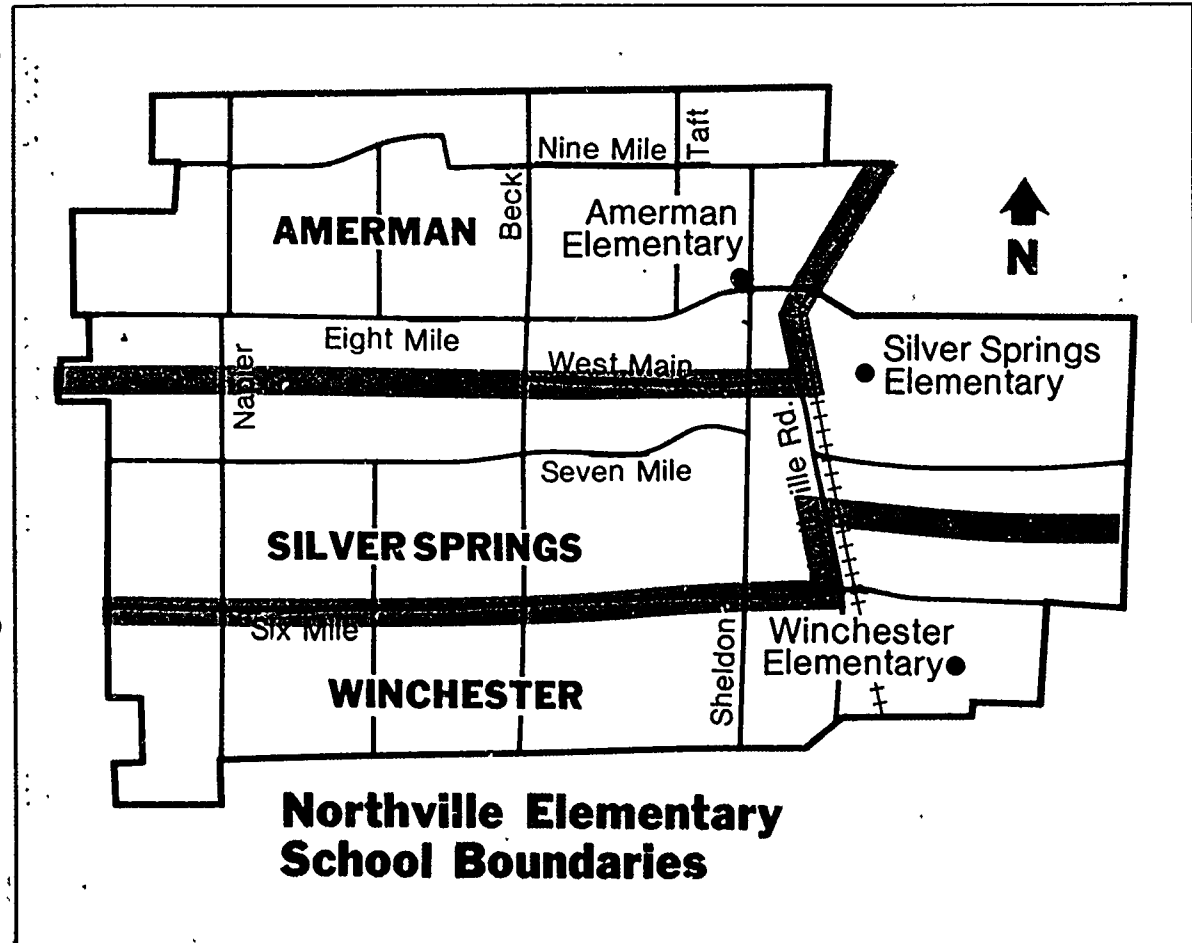 Nine Mile
Taft
Beck
AMERMAN
Amerman
Elementary
N
Eight Mile
West Main
Silver Springs
Elementary
Napier
ille Rd.
Seven Mile
SILVER SPRINGS
Six Mile
Sheldon
Winchester
Elementary
WINCHESTER
Northville Elementary
School Boundaries